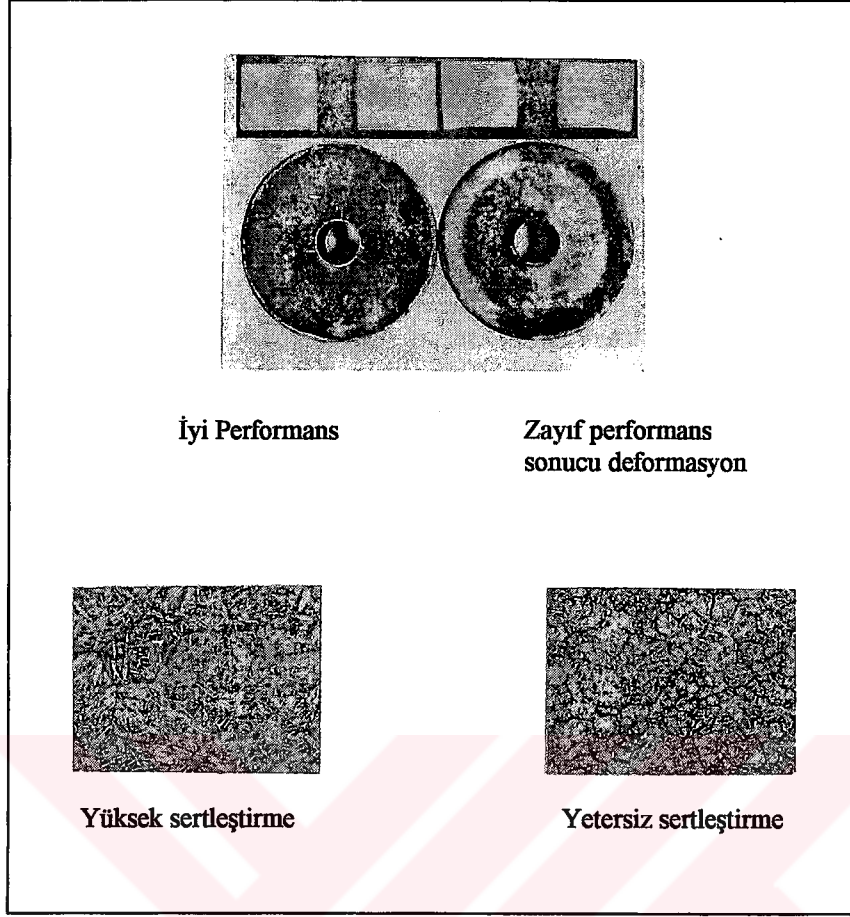 İyi Performans
Zayıf performans
sonucu deformasyon
Yüksek sertleştirme
Yetersiz sertleştirme